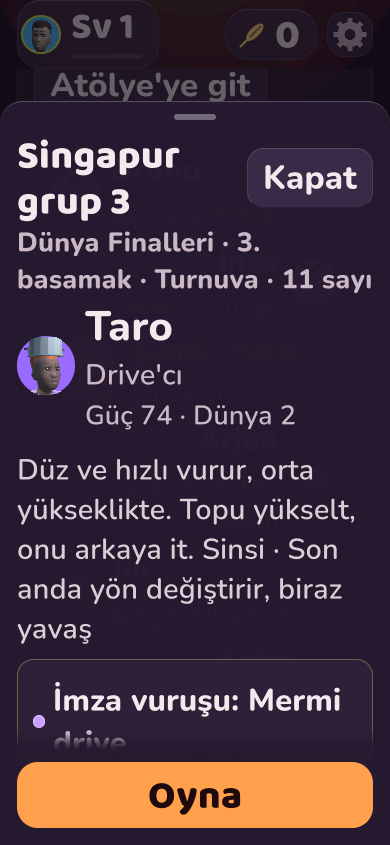 Sv 1
0
Atölye'ye git
Singapur
grup 3
Kapat
Dünya Finalleri · 3.
basamak · Turnuva · 11 sayı
Taro
Drive'cı
Güç 74 · Dünya 2
Düz ve hızlı vurur, orta
yükseklikte. Topu yükselt,
onu arkaya it. Sinsi · Son
anda yön değiştirir, biraz
yavaş
İmza vuruşu: Mermi
drive
Oyna